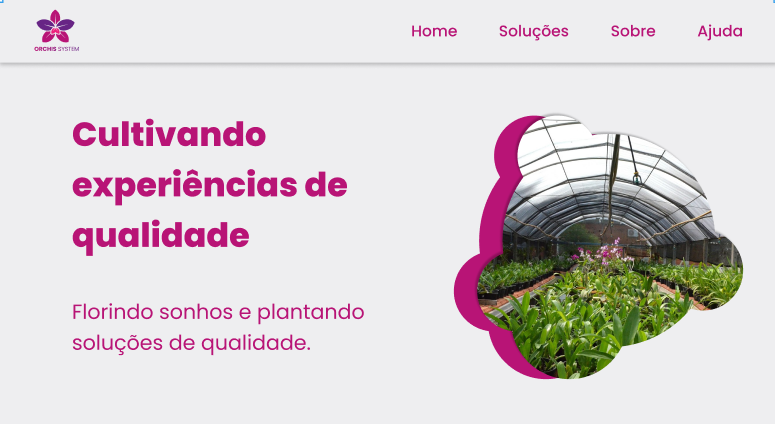 ORCHIS SYSTEM
Home
Soluções
Sobre
Ajuda
Cultivando
experiências de
qualidade
Florindo sonhos e plantando
soluções de qualidade.